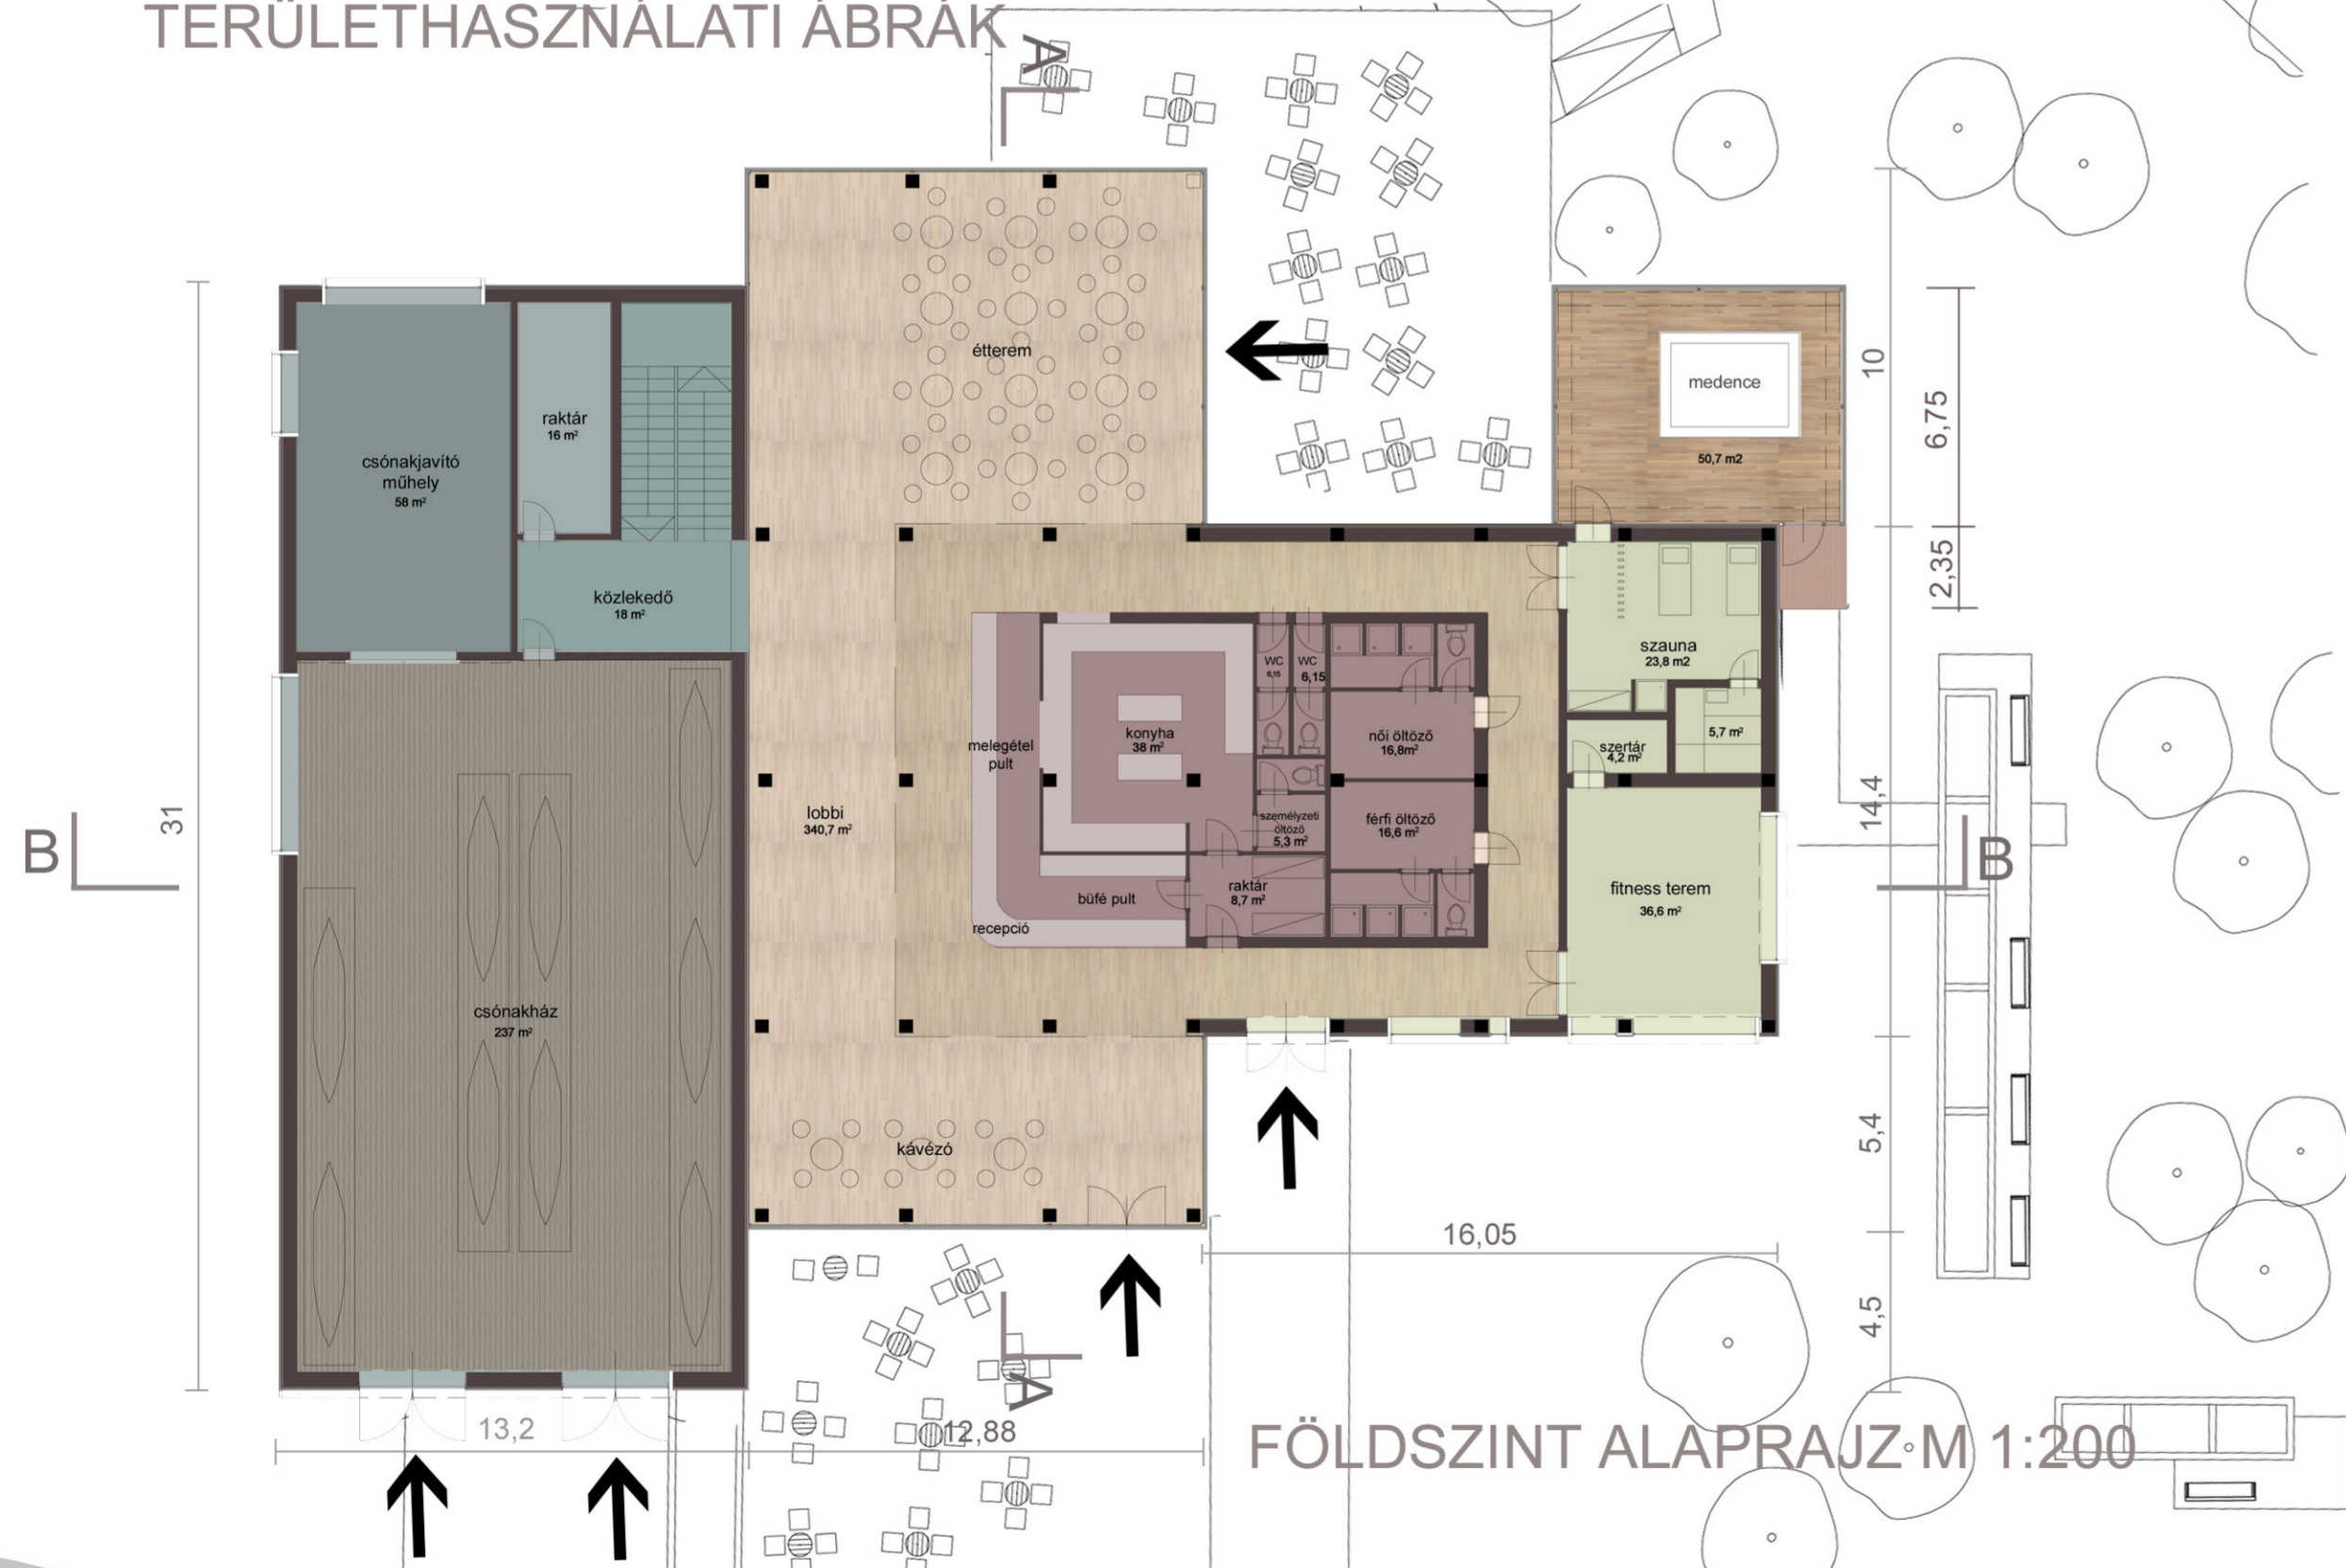 TERÜLETHASZNÁLATI ÁBRÁK
A
étterem
10
6,75
medence
50,7 m2
raktár
16 m²
csónakjavító
műhely
58 m²
2,35
közlekedő
18 m²
szauna
23,8 m2
WC
6,15
WC
6,15
konyha
38 m²
női öltöző
16,8m²
5,7 m²
szertár
4,2 m²
melegétel
pult
31
lobbi
340,7 m²
személyzeti
öltöző
5,3 m²
férfi öltöző
16,6 m²
14,4
B
B
raktár
8,7 m²
büfé pult
recepció
fitness terem
36,6 m²
csónakház
237 m²
kávézó
5,4
16,05
4,5
A
13,2
12,88
FÖLDSZINT ALAPRAJZ M 1:200